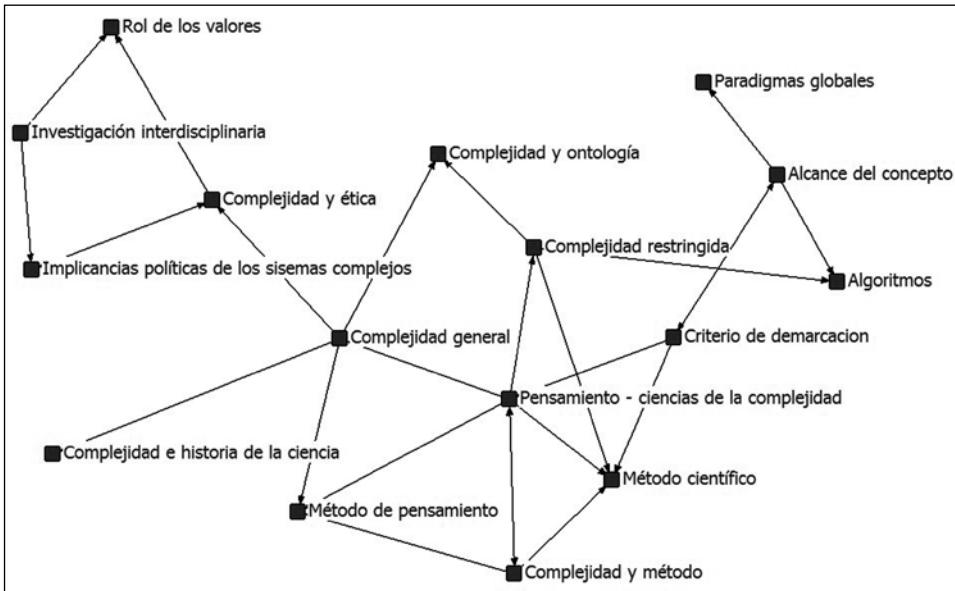 Rol de los valores
Paradigmas globales
Investigación interdisciplinaria
Complejidad y ontología
Alcance del concepto
Complejidad y ética
Complejidad restringida
Implicancias políticas de los sisemas complejos
Algoritmos
Complejidad general
Criterio de demarcacion
Pensamiento - ciencias de la complejidad
Complejidad e historia de la ciencia
Método científico
Método de pensamiento
Complejidad y método